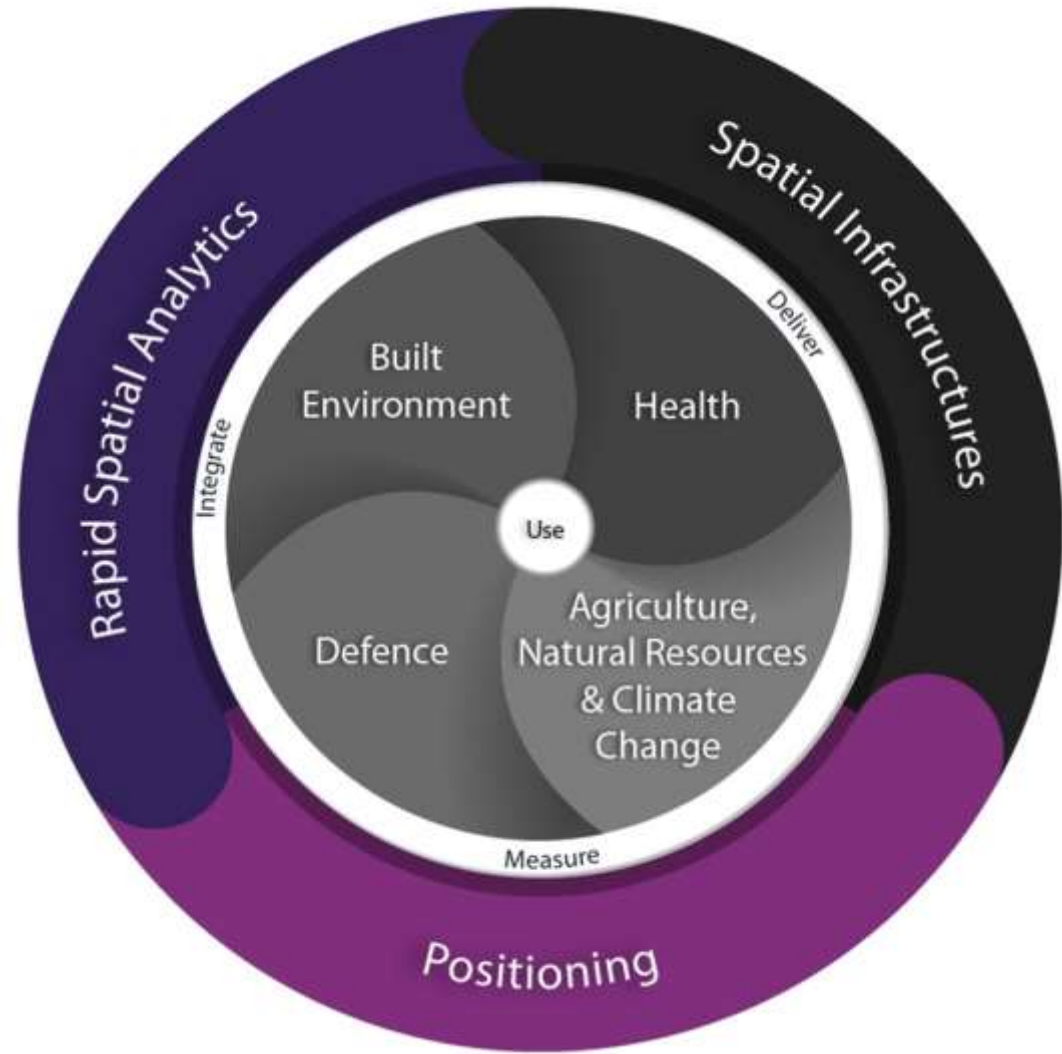 Spatial Infrastructures
Rapid Spatial Analytics
Deliver
Built
Environment
Health
Integrate
Use
Agriculture,
Natural Resources
& Climate
Change
Defence
Measure
Positioning